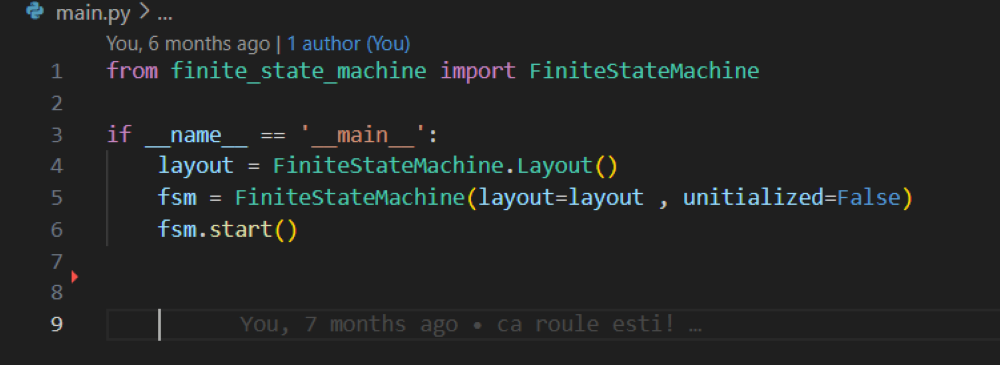 main.py > ...
You, 6 months ago | 1 author (You)
1 from finite_state_machine import FiniteStateMachine
2
3 if __name__ == '__main__':
4     layout = FiniteStateMachine.Layout()
5     fsm = FiniteStateMachine(layout=layout , unitialized=False)
6     fsm.start()
7
8
9     You, 7 months ago • ca roule esti! …